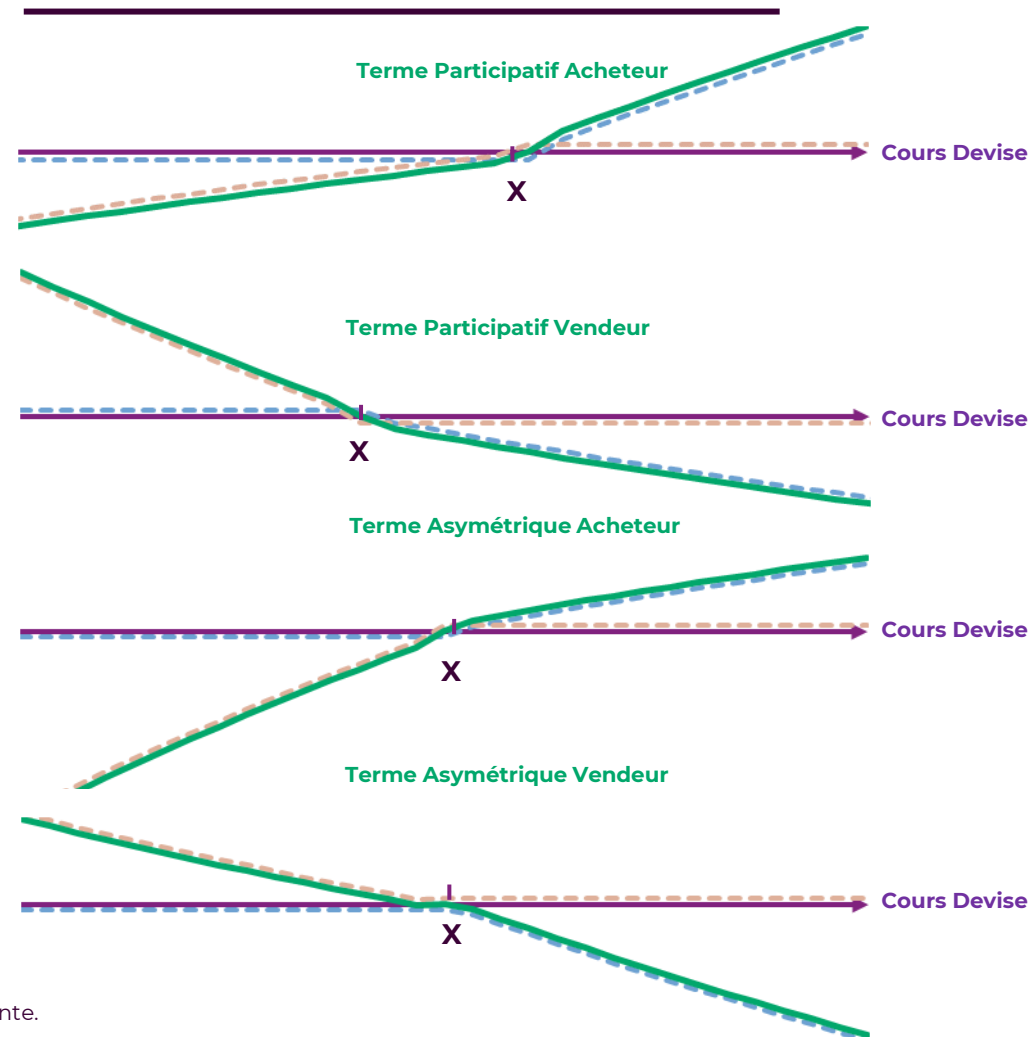 Terme Participatif Acheteur
Cours Devise
X
Terme Participatif Vendeur
Cours Devise
X
Terme Asymétrique Acheteur
Cours Devise
X
Terme Asymétrique Vendeur
Cours Devise
X
nte.